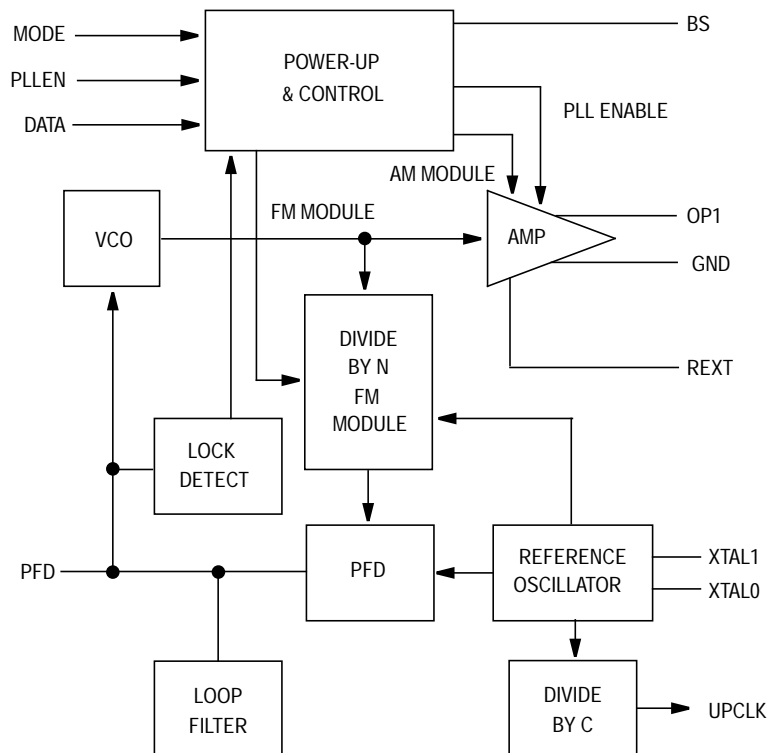 MODE
PLLEN
DATA
POWER-UP
& CONTROL
BS
PLL ENABLE
AM MODULE
FM MODULE
VCO
AMP
OP1
GND
REXT
DIVIDE
BY N
FM
MODULE
LOCK
DETECT
PFD
PFD
REFERENCE
OSCILLATOR
XTAL1
XTAL0
LOOP
FILTER
DIVIDE
BY C
UPCLK